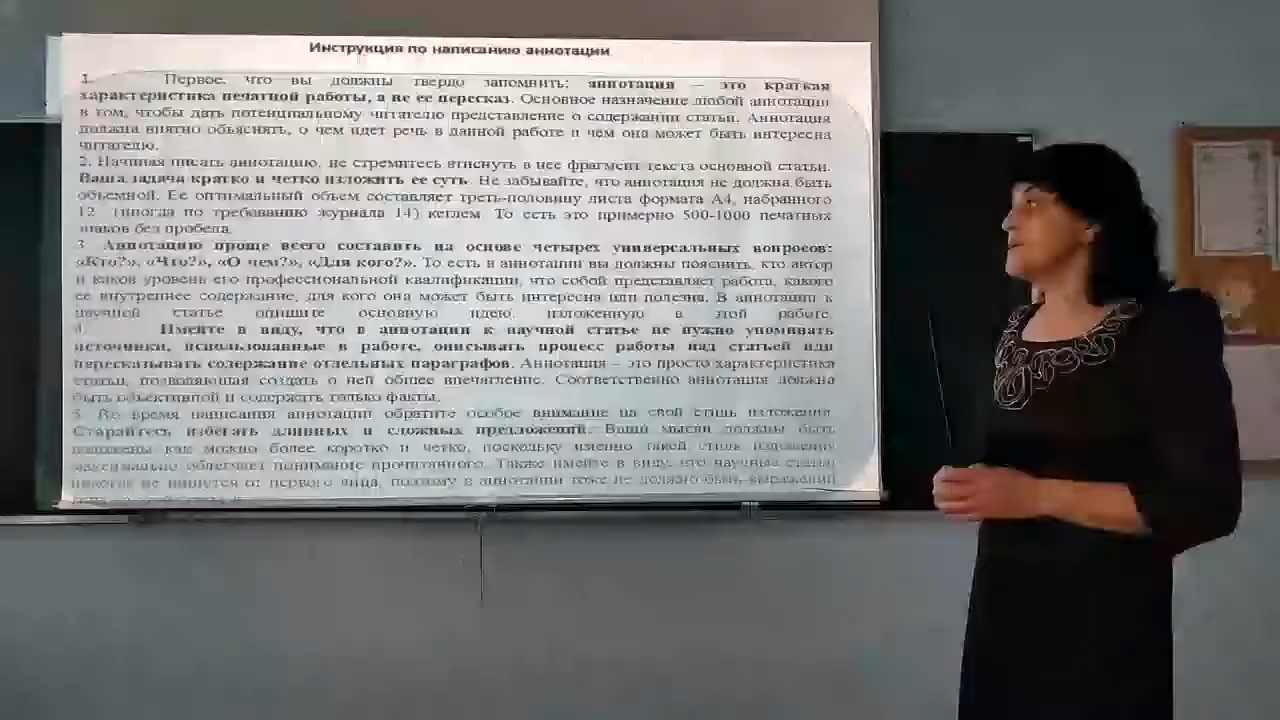 Инструкция по написанию аннотации
1. Первое, что вы должны твердо запомнить: аннотация – это краткая
характеристика печатной работы, а не ее пересказ. Основное назначение любой аннотации
в том, чтобы дать потенциальному читателю представление о содержании статьи. Аннотация
должна внятно объяснять, о чем идет речь в данной работе и чем она может быть интересна
читателю.
2. Начиная писать аннотацию, не стремитесь втиснуть в нее фрагмент текста основной статьи.
Ваша задача кратко и четко изложить ее суть. Не забывайте, что аннотация не должна быть
объемной. Ее оптимальный объем составляет треть-половину листа формата А4, набранного
12 (иногда по требованию журнала 14) кеглем. То есть это примерно 500-1000 печатных
знаков без пробела.
3. Аннотацию проще всего составить на основе четырех универсальных вопросов:
«Кто?», «Что?», «О чем?», «Для кого?». То есть в аннотации вы должны пояснить, кто автор
и каков уровень его профессиональной квалификации, что собой представляет работа, каково
ее внутреннее содержание, для кого она может быть интересна или полезна. В аннотации к
научной статье опишите основную идею, изложенную в этой работе.
4. Имейте в виду, что в аннотации к научной статье не нужно упоминать
источники, использованные в работе, описывать процесс работы над статьей или
пересказывать содержание отдельных параграфов. Аннотация – это просто характеристика
статьи, позволяющая создать о ней общее впечатление. Соответственно аннотация должна
быть объективной и содержать только факты.
5. Во время написания аннотации обратите особое внимание на свой стиль изложения.
Старайтесь избегать длинных и сложных предложений. Ваши мысли должны быть
изложены как можно более коротко и четко, поскольку именно такой стиль изложения
максимально облегчает понимание прочитанного. Также имейте в виду, что научные статьи
никогда не пишутся от первого лица, поэтому в аннотации тоже не должно быть выражений